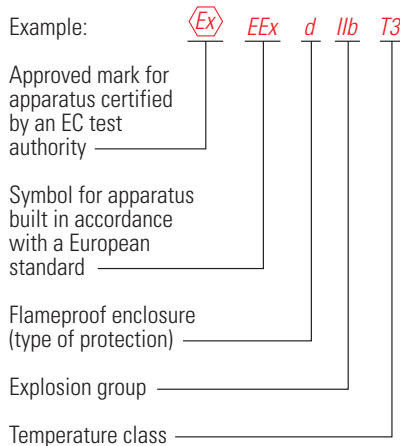 Example: Ex EEx d IIb T3
Approved mark for
apparatus certified
by an EC test
authority
Symbol for apparatus
built in accordance
with a European
standard
Flameproof enclosure
(type of protection)
Explosion group
Temperature class